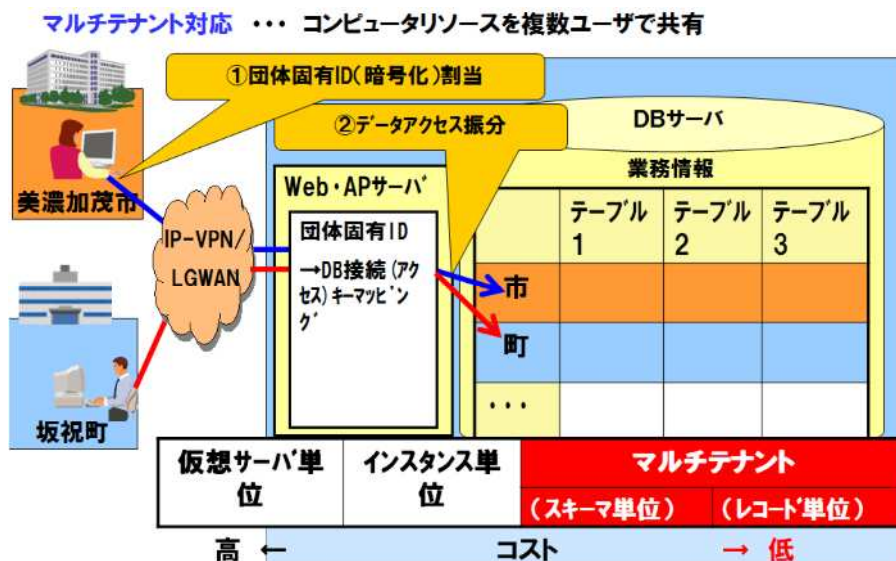 マルチテナント対応 ・・・ コンピュータリソースを複数ユーザで共有
①団体固有ID(暗号化)割当
②データアクセス振分
DBサーバ
業務情報
美濃加茂市
IP-VPN/
LGWAN
坂祝町
Web・APサーバ
団体固有ID
→DB接続(アク
セス)キーマッピン
グ
テーブル
1
テーブル
2
テーブル
3
市
町
・・・
仮想サーバ単
位
インスタンス単
位
マルチテナント
(スキーマ単位)
(レコード単位)
高 ← コスト → 低